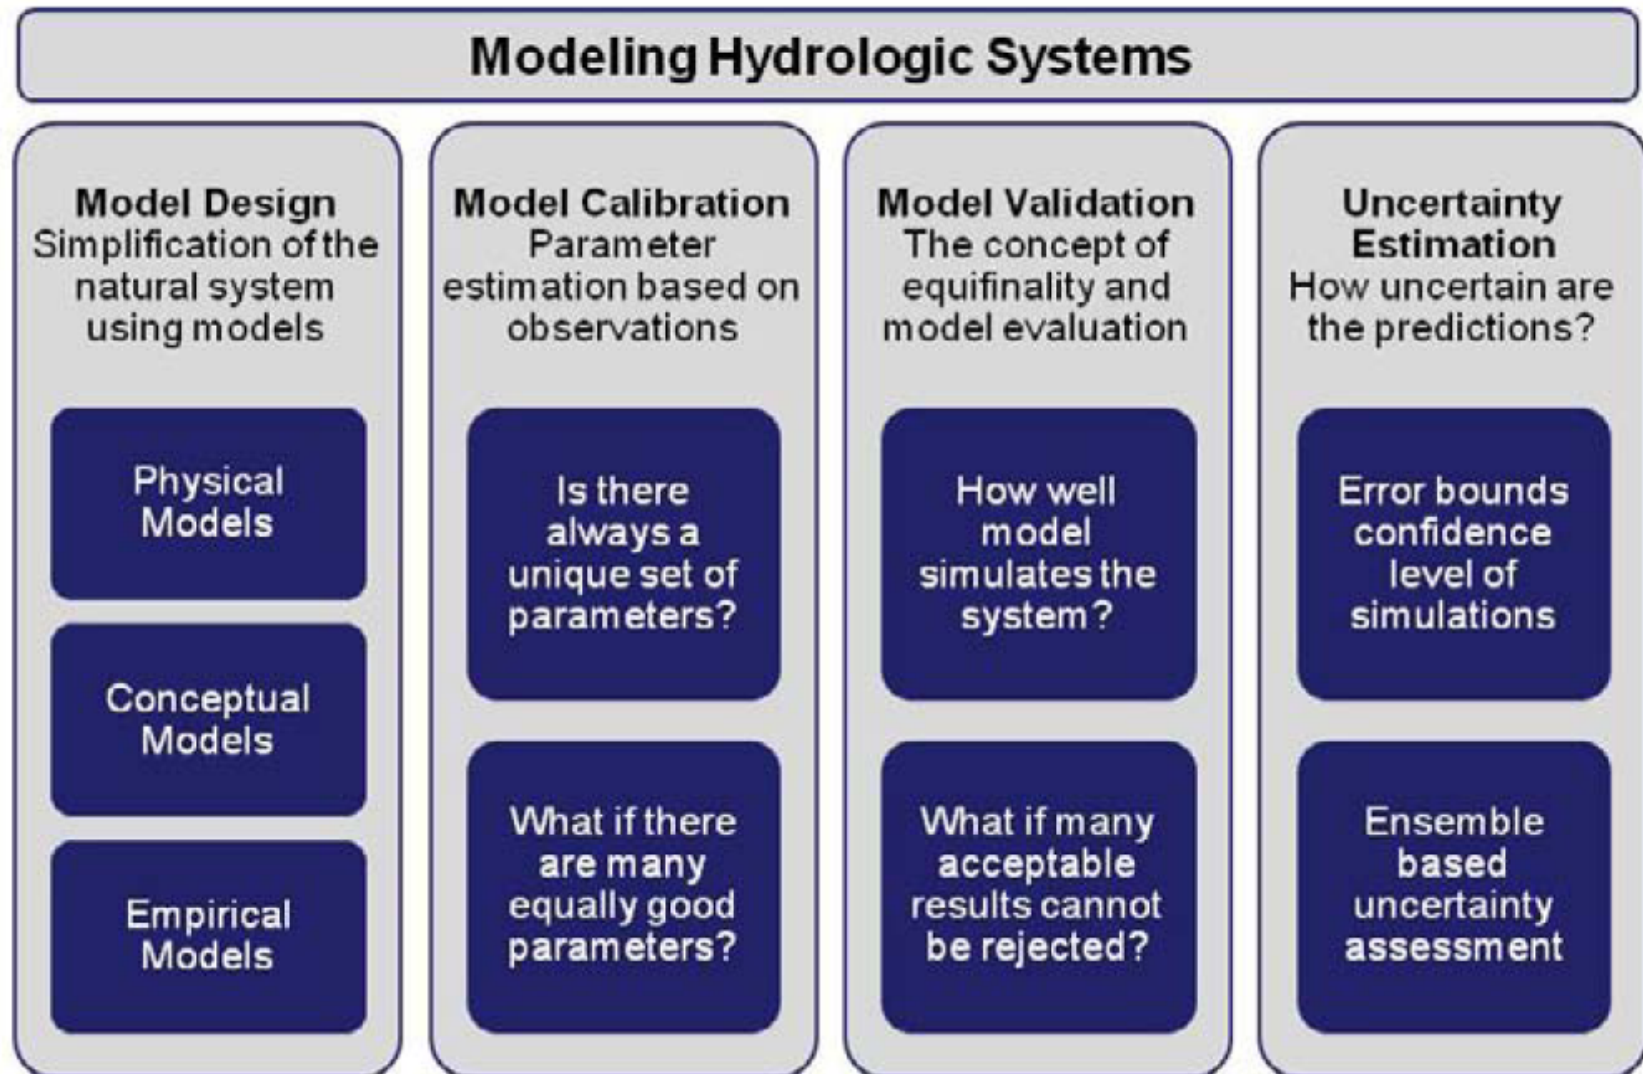 Modeling Hydrologic Systems
Model Design
Simplification of the
natural system
using models
Physical
Models
Conceptual
Models
Empirical
Models
Model Calibration
Parameter
estimation based on
observations
Is there
always a
unique set of
parameters?
What if there
are many
equally good
parameters?
Model Validation
The concept of
equifinality and
model evaluation
How well
model
simulates the
system?
What if many
acceptable
results cannot
be rejected?
Uncertainty
Estimation
How uncertain are
the predictions?
Error bounds
confidence
level of
simulations
Ensemble
based
uncertainty
assessment